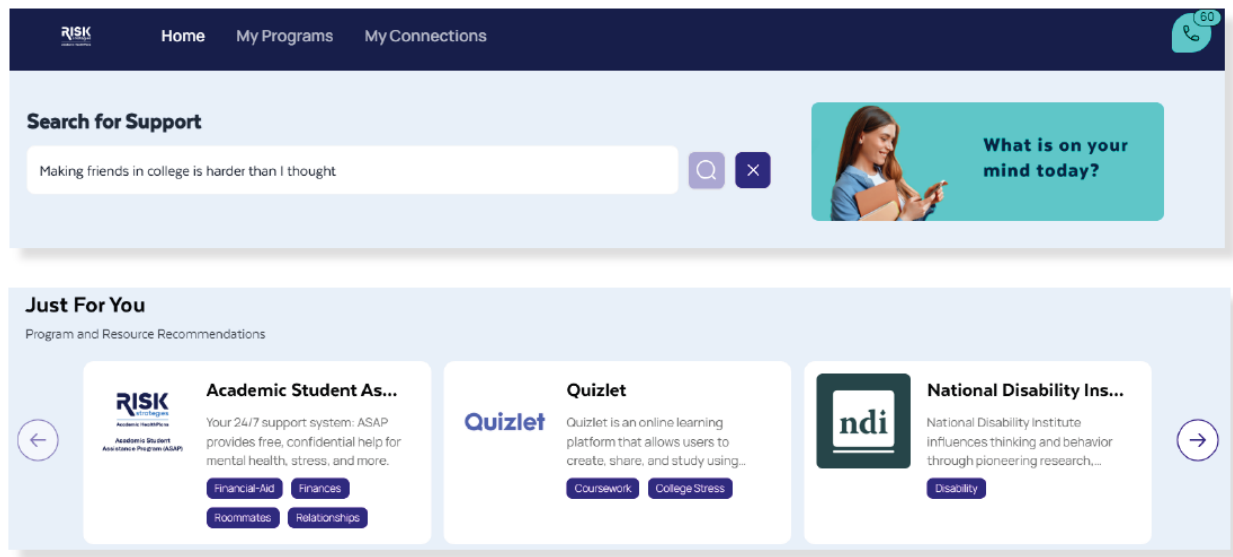 RISK
strategies
60
Home My Programs My Connections
Search for Support
Making friends in college is harder than I thought
What is on your
mind today?
Just For You
Program and Resource Recommendations
RISK
strategies
Academic HealthPlans
Academic Student
Assistance Program (ASAP)
Academic Student As...
Your 24/7 support system: ASAP
provides free, confidential help for
mental health, stress, and more.
Financial-Aid Finances
Roommates Relationships
Quizlet
Quizlet
Quizlet is an online learning
platform that allows users to
create, share, and study using...
Coursework College Stress
ndi
National Disability Ins...
National Disability Institute
influences thinking and behavior
through pioneering research,...
Disability